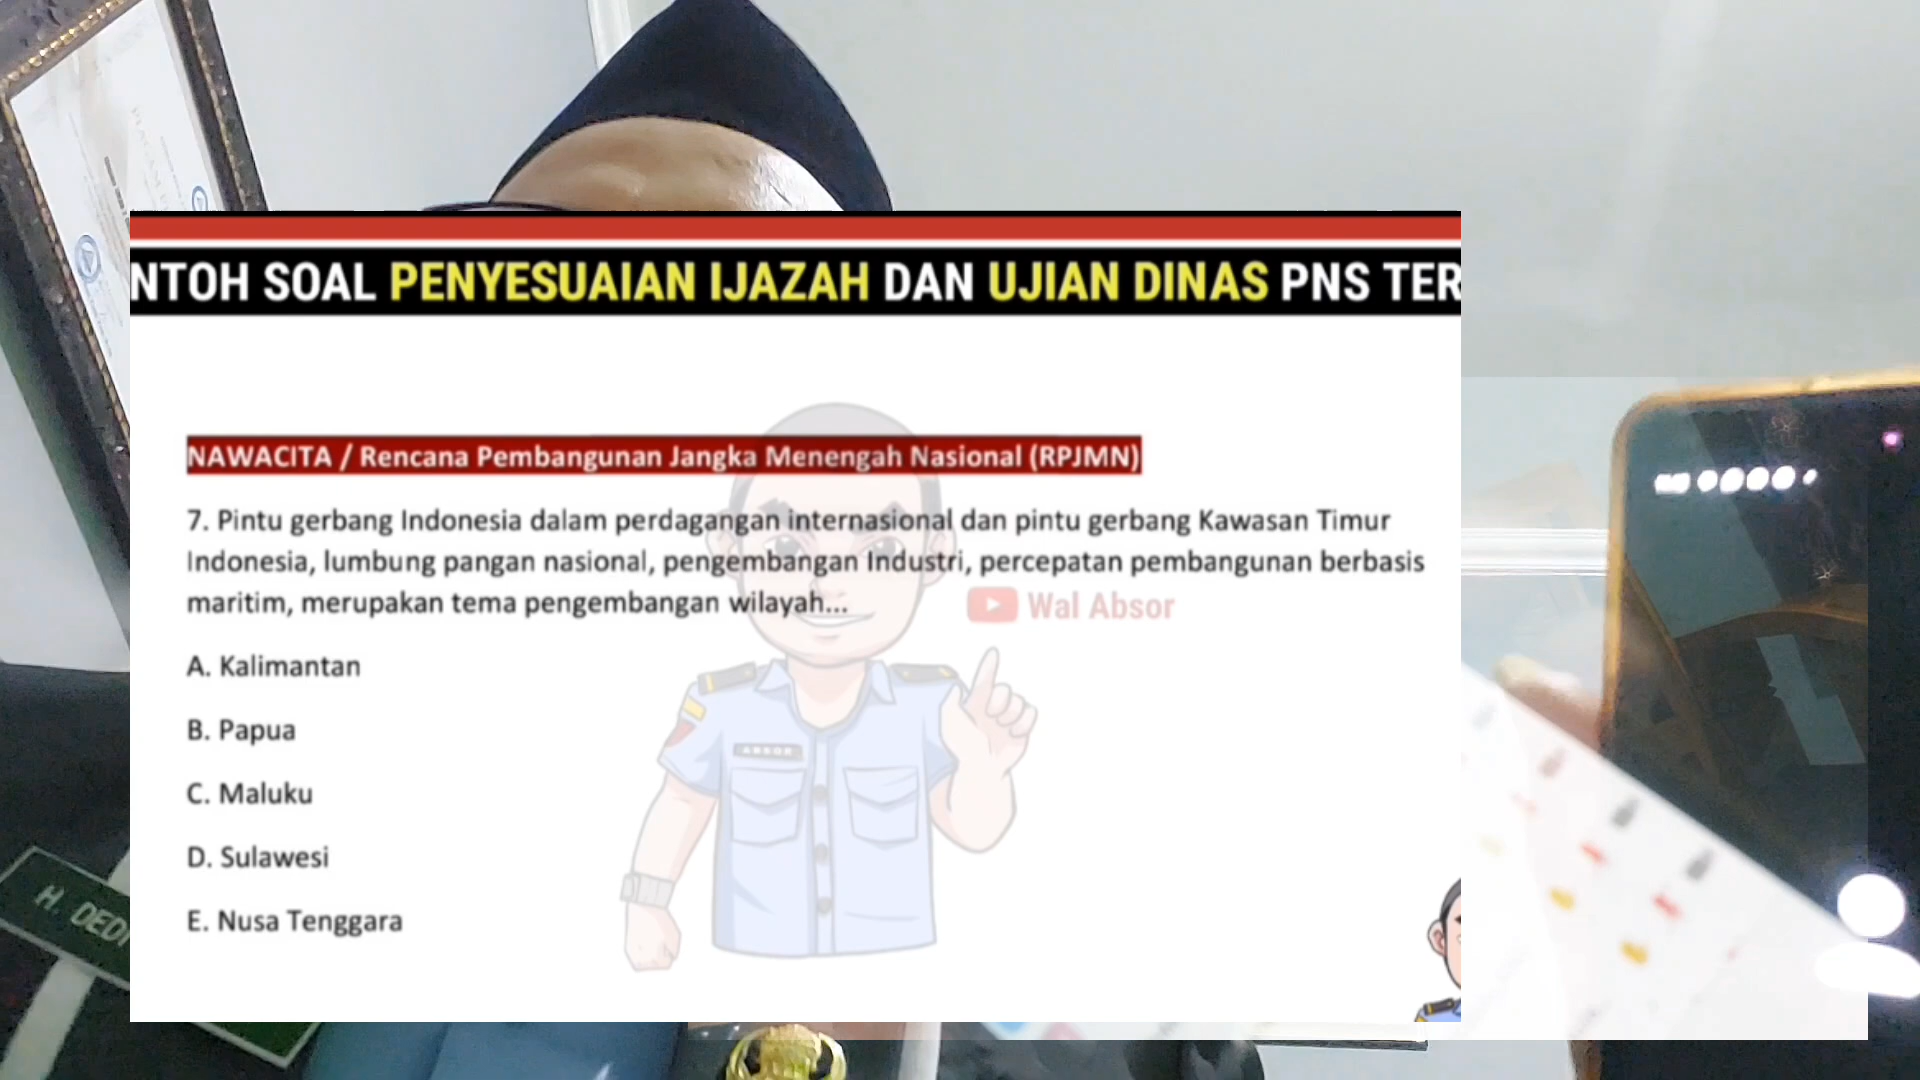 NTOH SOAL PENYESUAIAN IJAZAH DAN UJIAN DINAS PNS TER
NAWACITA / Rencana Pembangunan Jangka Menengah Nasional (RPJMN)
7. Pintu gerbang Indonesia dalam perdagangan internasional dan pintu gerbang Kawasan Timur
Indonesia, lumbung pangan nasional, pengembangan Industri, percepatan pembangunan berbasis
maritim, merupakan tema pengembangan wilayah...
Wal Absor
A. Kalimantan
B. Papua
C. Maluku
D. Sulawesi
E. Nusa Tenggara
ABSOR
H. DEDI